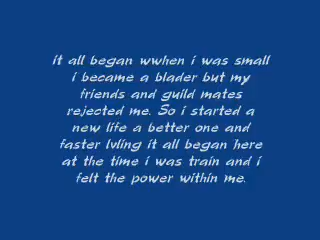 it all began wwhen i was small
i became a blader but my
friends and guild mates
rejected me. So i started a
new life a better one and
faster lvling it all began here
at the time i was train and i
felt the power within me.